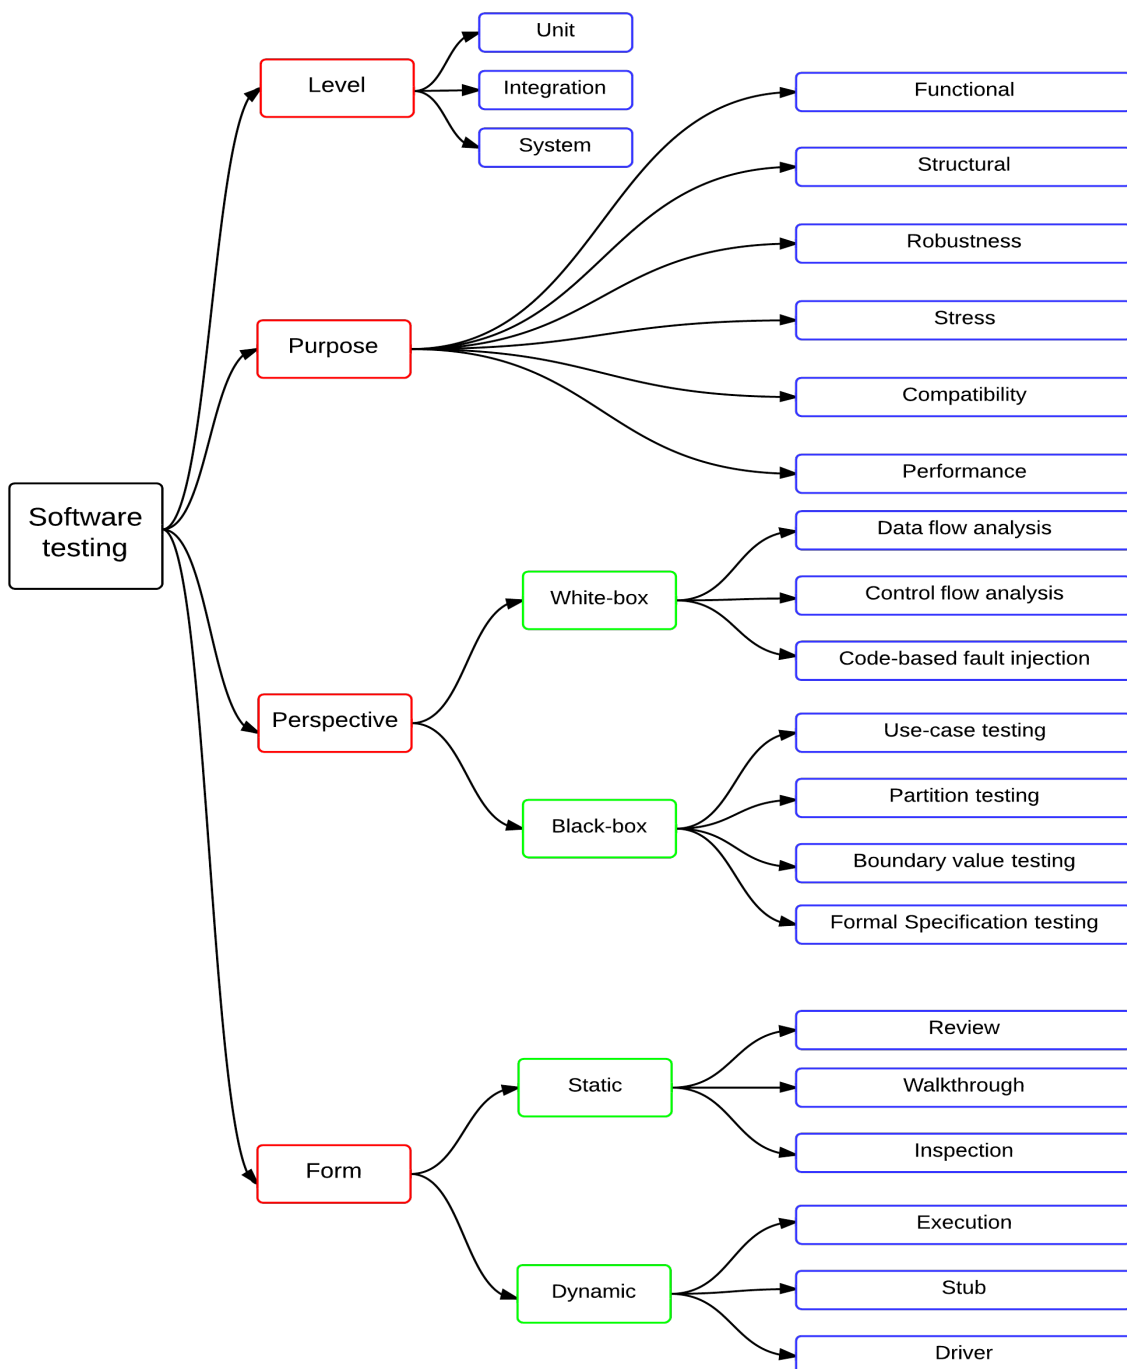 Unit
Level
Integration
System
Functional
Structural
Robustness
Stress
Purpose
Compatibility
Performance
Software
testing
Data flow analysis
White-box
Control flow analysis
Code-based fault injection
Perspective
Use-case testing
Partition testing
Black-box
Boundary value testing
Formal Specification testing
Review
Static
Walkthrough
Inspection
Form
Execution
Stub
Dynamic
Driver